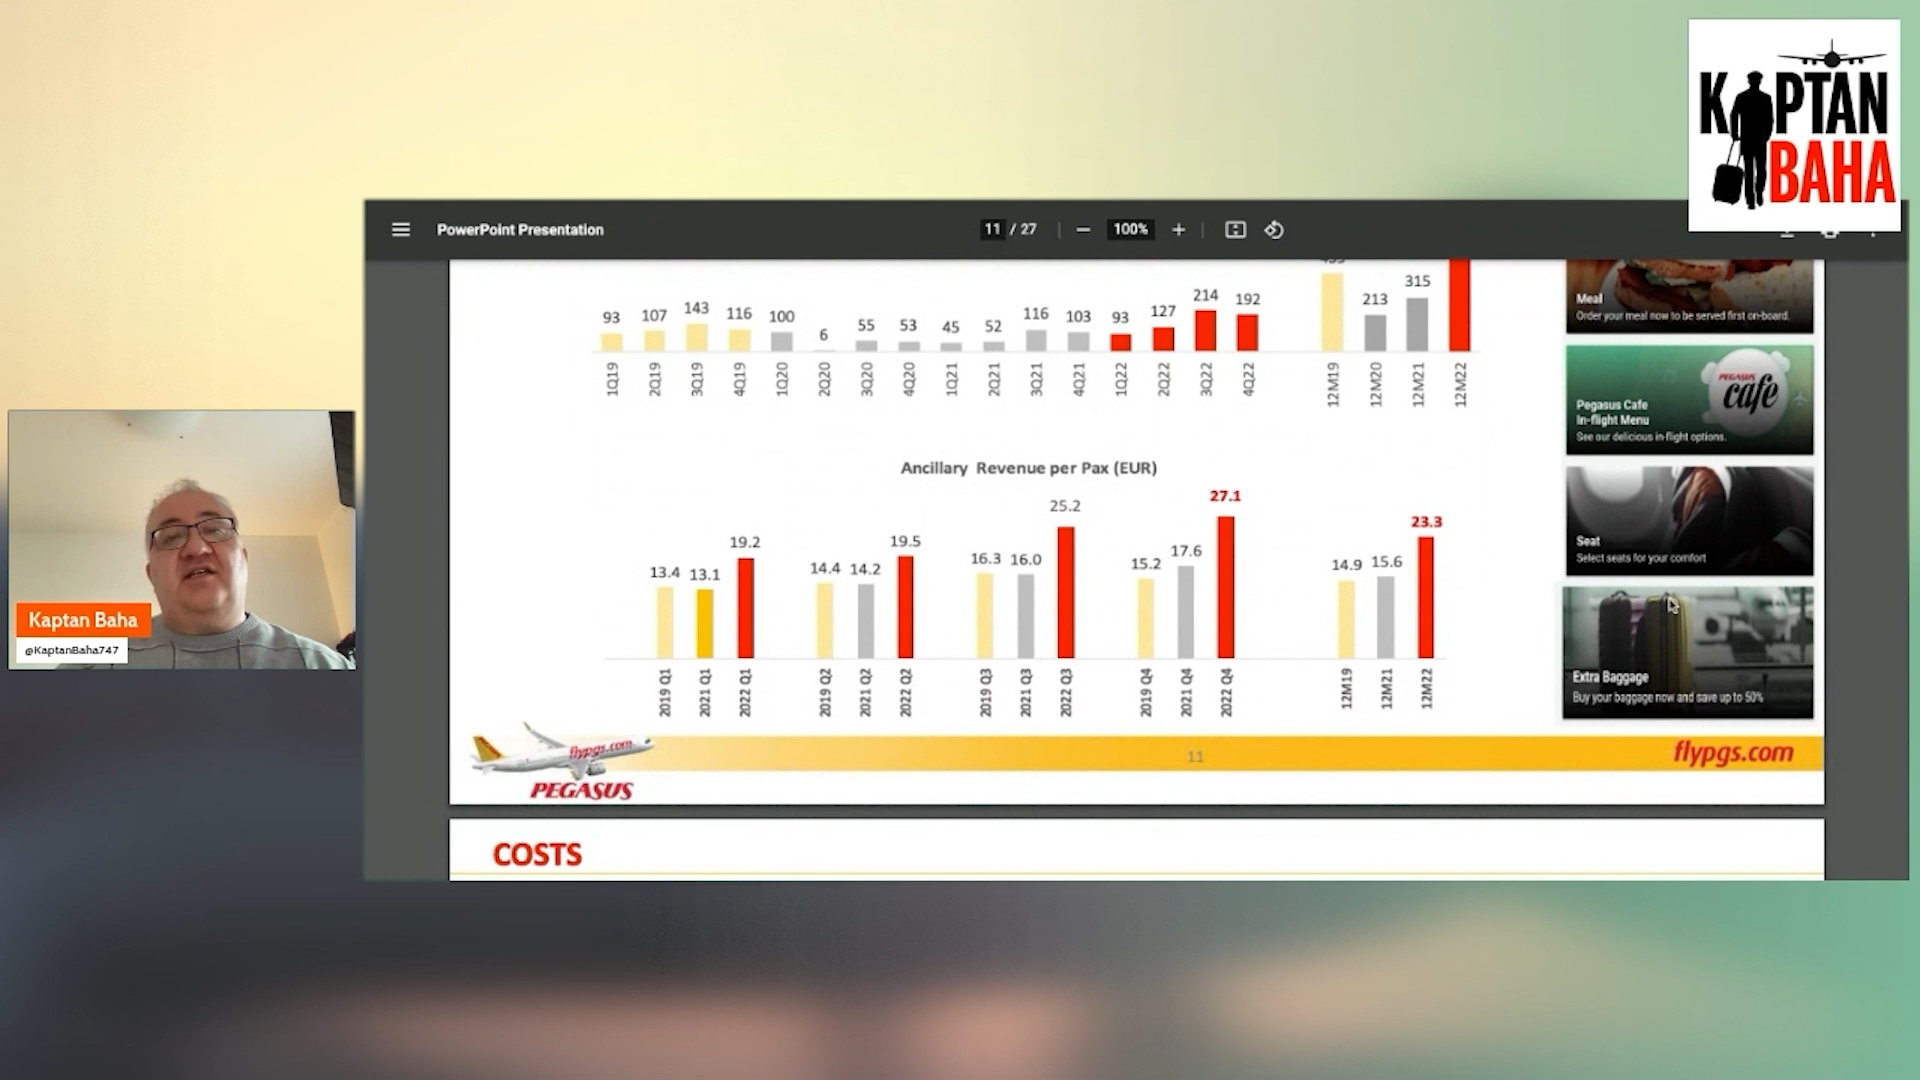 KAPTAN
BAHA
PowerPoint Presentation
11 / 27
100%
315
213
93 107 143 116 100 6 55 53 45 52 116 103 93 127 214 192
1Q19 2Q19 3Q19 4Q19 1Q20 2Q20 3Q20 4Q20 1Q21 2Q21 3Q21 4Q21 1Q22 2Q22 3Q22 4Q22 12M19 12M20 12M21 12M22
Meal
Order your meal now to be served first on-board.
PEGASUS
cafe
Pegasus Cafe
In-flight Menu
See our delicious in-flight options.
Ancillary Revenue per Pax (EUR)
13.4 13.1 19.2 14.4 14.2 19.5 16.3 16.0 25.2 15.2 17.6 27.1 14.9 15.6 23.3
2019 Q1 2021 Q1 2022 Q1 2019 Q2 2021 Q2 2022 Q2 2019 Q3 2021 Q3 2022 Q3 2019 Q4 2021 Q4 2022 Q4 12M19 12M21 12M22
Seat
Select seats for your comfort
Extra Baggage
Buy your baggage now and save up to 50%
Kaptan Baha
@KaptanBaha747
flypgs.com
PEGASUS
11
flypgs.com
COSTS